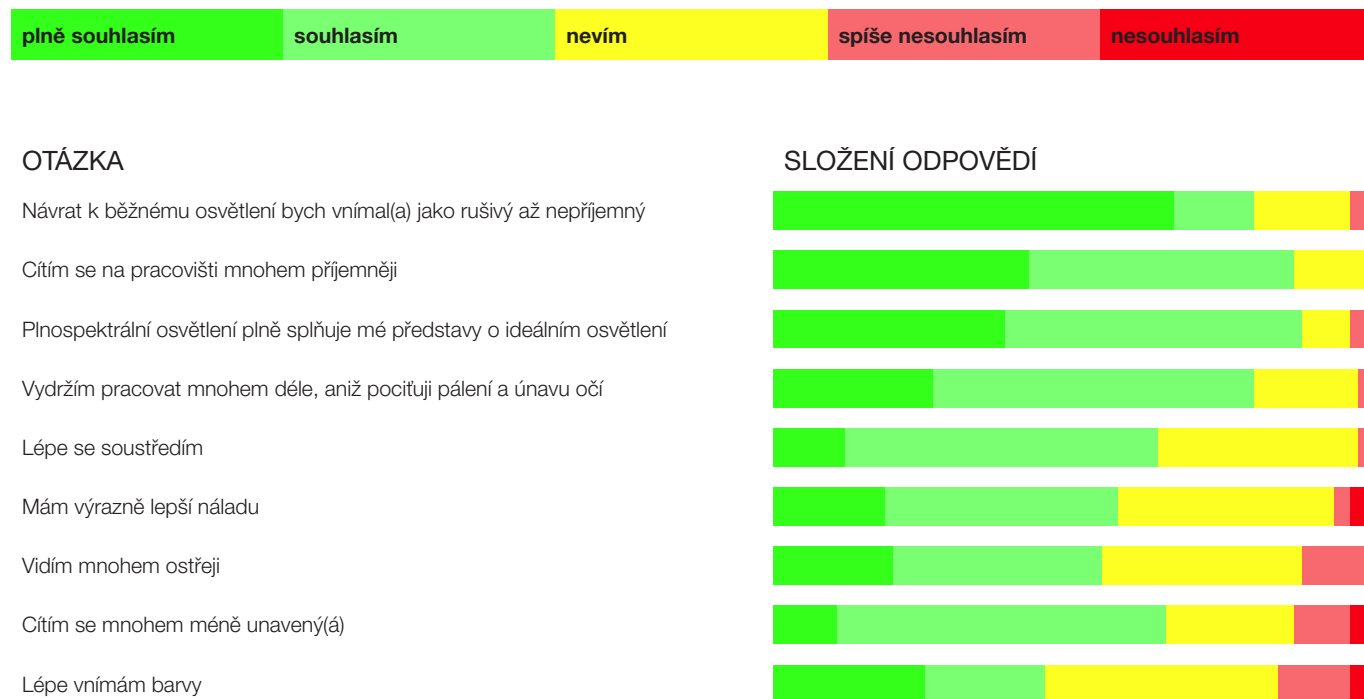 plně souhlasím souhlasím nevím spíše nesouhlasím nesouhlasím
OTÁZKA SLOŽENÍ ODPOVĚDÍ
Návrat k běžnému osvětlení bych vnímal(a) jako rušivý až nepříjemný
Cítím se na pracovišti mnohem příjemněji
Plnospektrální osvětlení plně splňuje mé představy o ideálním osvětlení
Vydržím pracovat mnohem déle, aniž pociťuji pálení a únavu očí
Lépe se soustředím
Mám výrazně lepší náladu
Vidím mnohem ostřeji
Cítím se mnohem méně unavený(á)
Lépe vnímám barvy